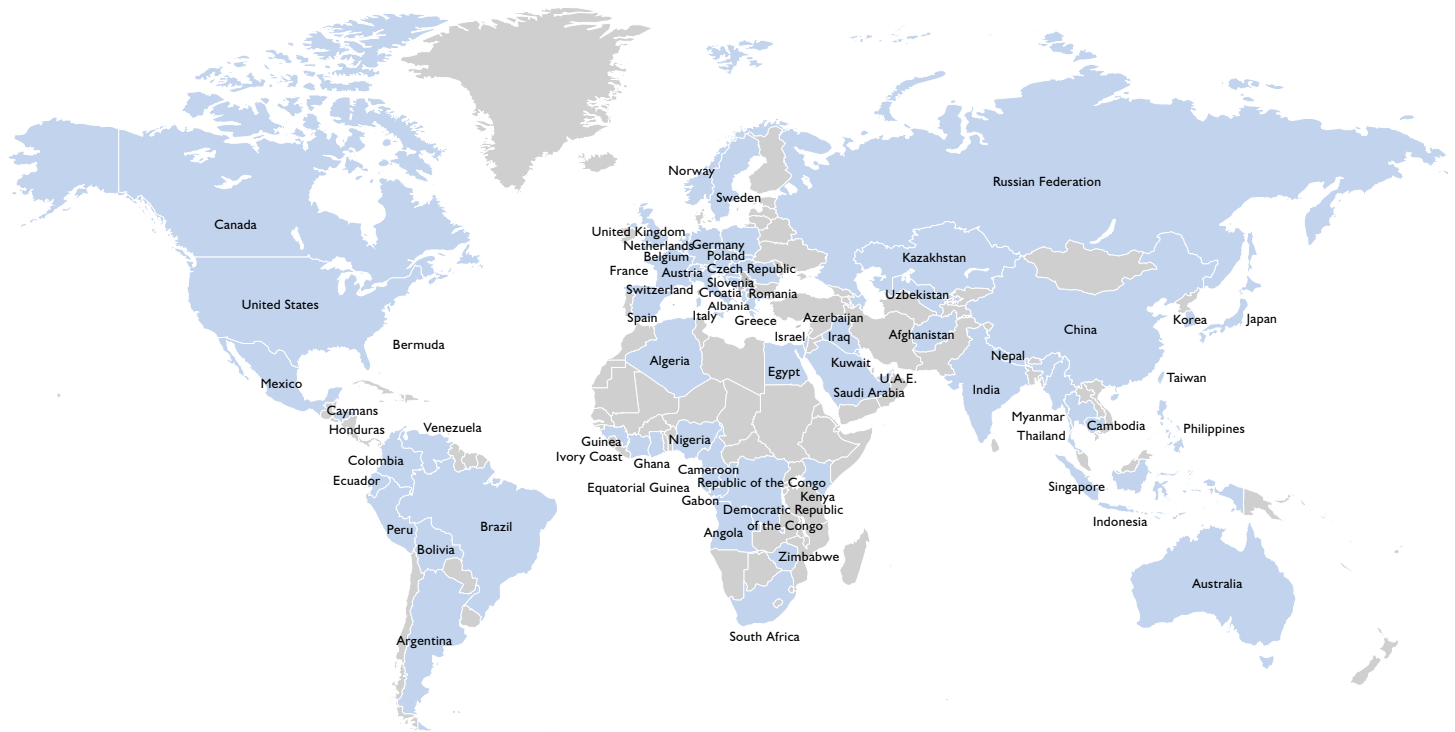 Norway
Russian Federation
Sweden
Canada
United Kingdom
Netherlands
Germany
Belgium
Poland
Kazakhstan
France
Austria
Czech Republic
Slovenia
Switzerland
Croatia
Romania
Uzbekistan
United States
Albania
Spain
Italy
Greece
Azerbaijan
Korea
Japan
China
Israel
Iraq
Afghanistan
Bermuda
Nepal
Algeria
Kuwait
Egypt
U.A.E.
Taiwan
Mexico
Saudi Arabia
India
Caymans
Myanmar
Honduras
Venezuela
Cambodia
Philippines
Thailand
Guinea
Nigeria
Ivory Coast
Ghana
Colombia
Cameroon
Ecuador
Republic of the Congo
Equatorial Guinea
Singapore
Gabon
Kenya
Democratic Republic
of the Congo
Indonesia
Peru
Brazil
Angola
Bolivia
Zimbabwe
Australia
South Africa
Argentina